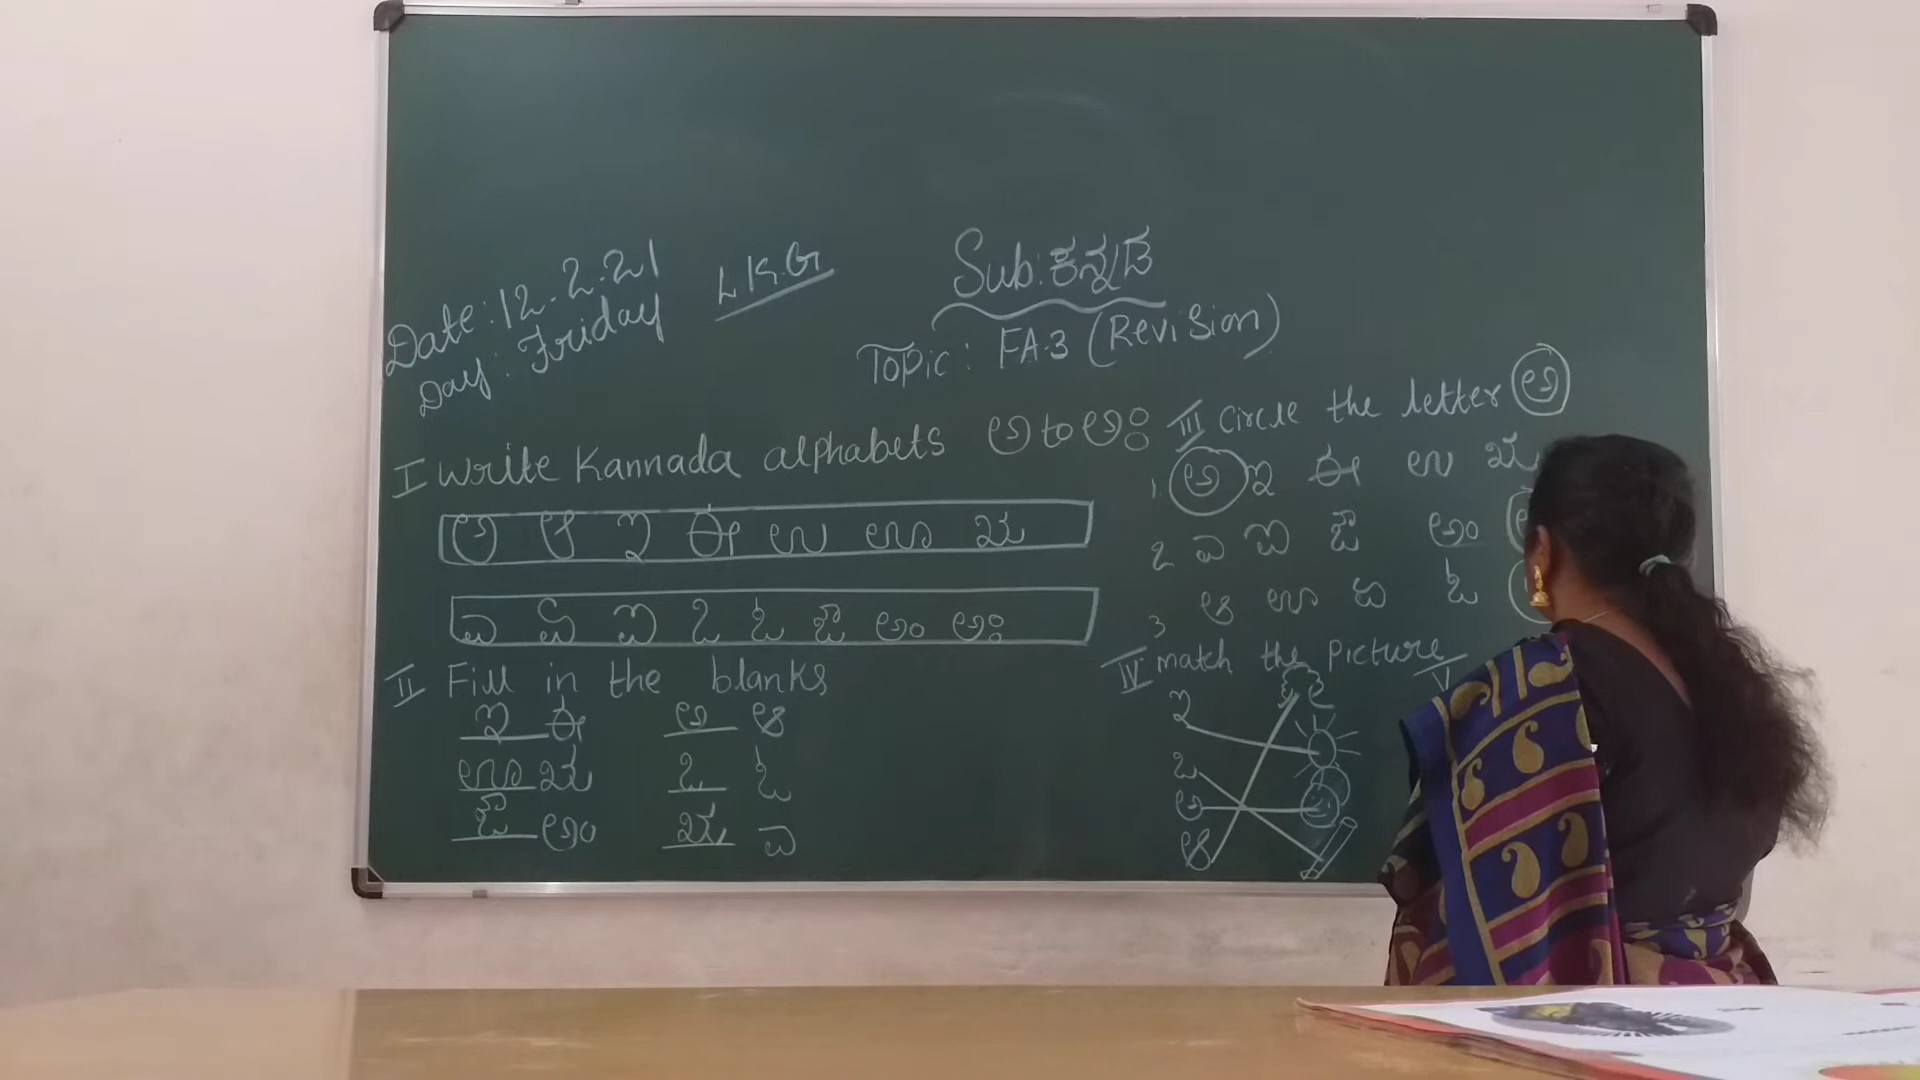 Date: 12.2.21
Day: Friday
LKG
Sub: ಕನ್ನಡ
Topic: FA.3 (Revision)
I Write Kannada alphabets ಅ to ಅಃ
ಅ ಆ ಇ ಈ ಉ ಊ ಋ
ಎ ಏ ಐ ಒ ಓ ಔ ಅಂ ಅಃ
II Fill in the blanks
ಇ ಈ ಅ ಆ
ಊ ಋ ಒ ಓ
ಔ ಅಂ ಋ ಎ
III Circle the letter ಅ
1 ಅ ಇ ಈ ಉ ಋ
2 ಎ ಐ ಔ ಅಂ
3 ಆ ಊ ಏ ಓ
IV match the picture
ಇ
ಒ
ಅ
ಆ
V